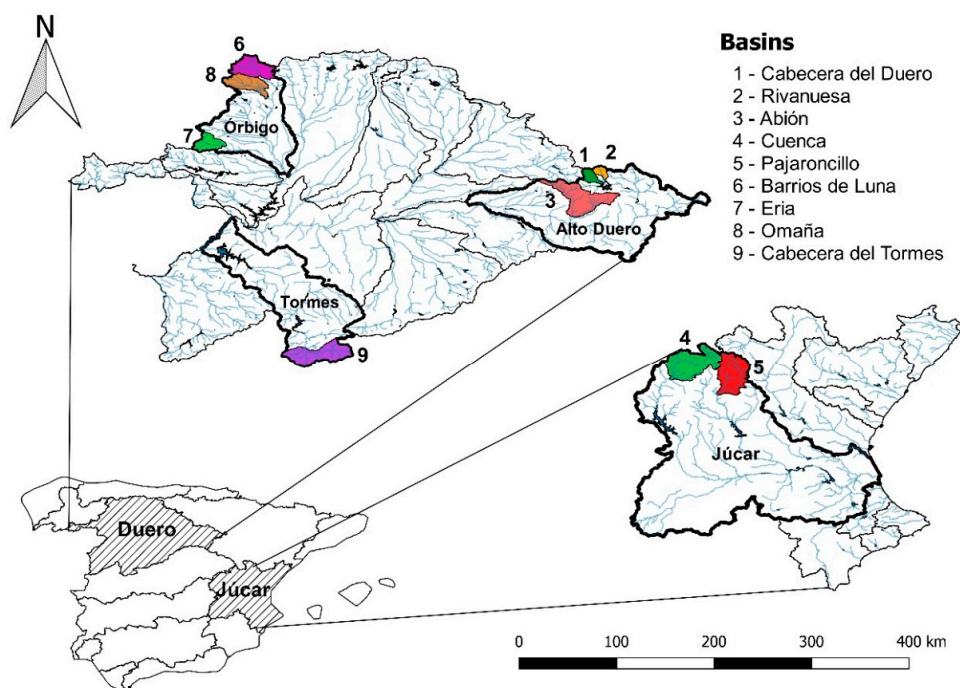 N
Basins
1 - Cabecera del Duero
2 - Rivanuesa
3 - Abión
4 - Cuenca
5 - Pajaroncillo
6 - Barrios de Luna
7 - Eria
8 - Omaña
9 - Cabecera del Tormes
6
8
Orbigo
7
1 2
3
Alto Duero
Tormes
9
4
5
Júcar
Duero
Júcar
0 100 200 300 400 km